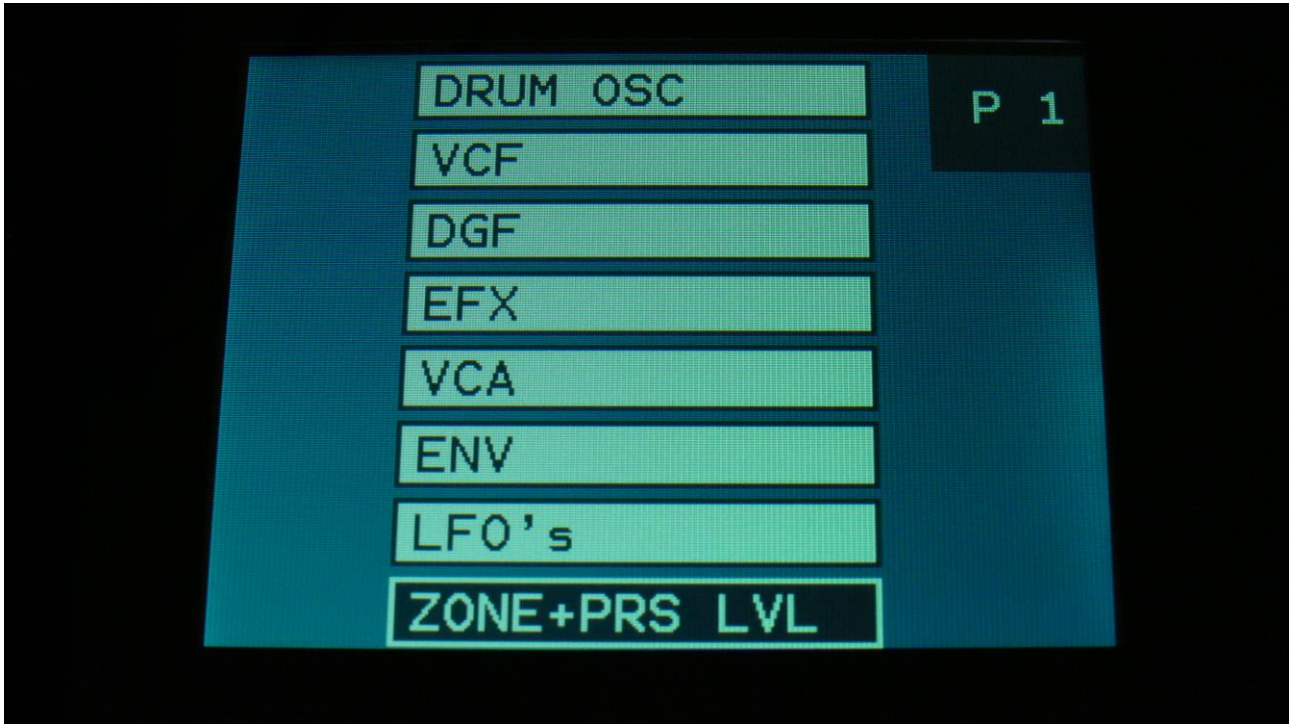 DRUM OSC
P 1
VCF
DGF
EFX
VCA
ENV
LFO's
ZONE+PRS LVL